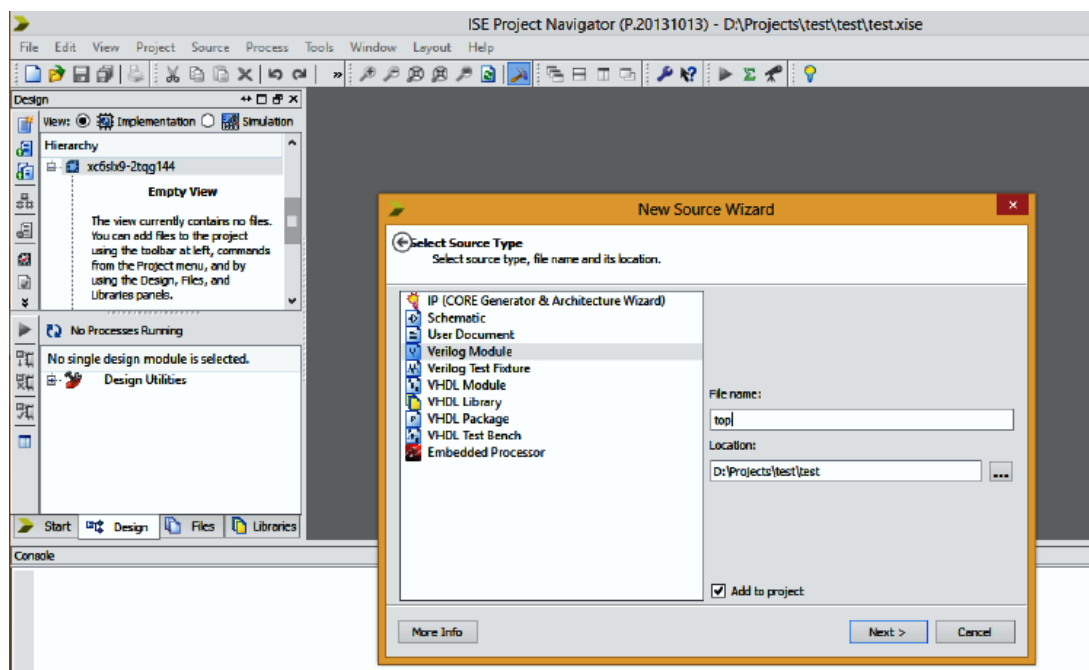 ISE Project Navigator (P.20131013) - D:\Projects\test\test\test.xise
File Edit View Project Source Process Tools Window Layout Help
Design
View: Implementation Simulation
Hierarchy
xc6slx9-2tqg144
Empty View
The view currently contains no files.
You can add files to the project
using the toolbar at left, commands
from the Project menu, and by
using the Design, Files, and
Libraries panels.
No Processes Running
No single design module is selected.
Design Utilities
Start Design Files Libraries
Console
New Source Wizard
Select Source Type
Select source type, file name and its location.
IP (CORE Generator & Architecture Wizard)
Schematic
User Document
Verilog Module
Verilog Test Fixture
VHDL Module
VHDL Library
VHDL Package
VHDL Test Bench
Embedded Processor
File name:
top
Location:
D:\Projects\test\test
...
Add to project
More Info Next > Cancel